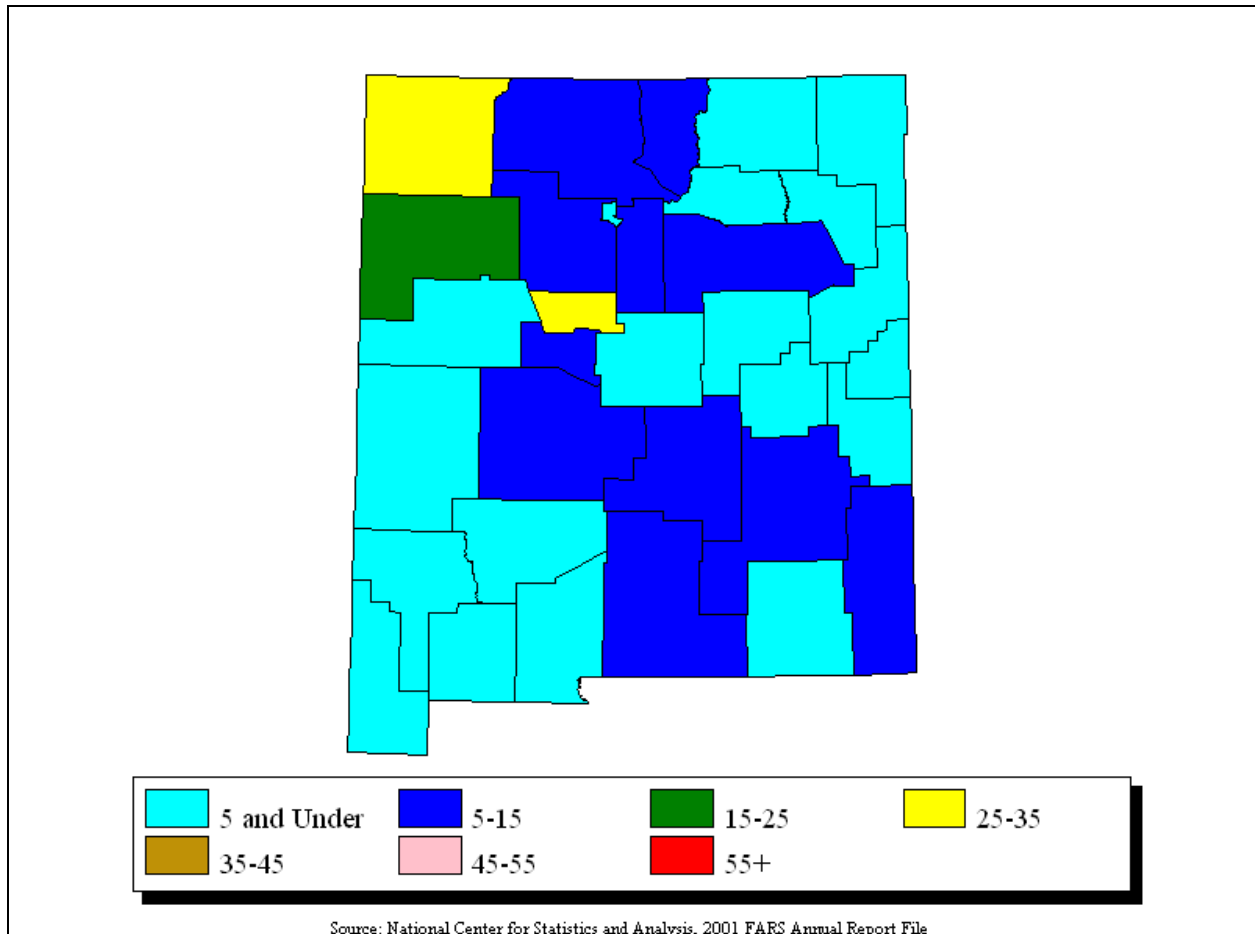 5 and Under 5-15 15-25 25-35
35-45 45-55 55+
Source: National Center for Statistics and Analysis, 2001 FARS Annual Report File